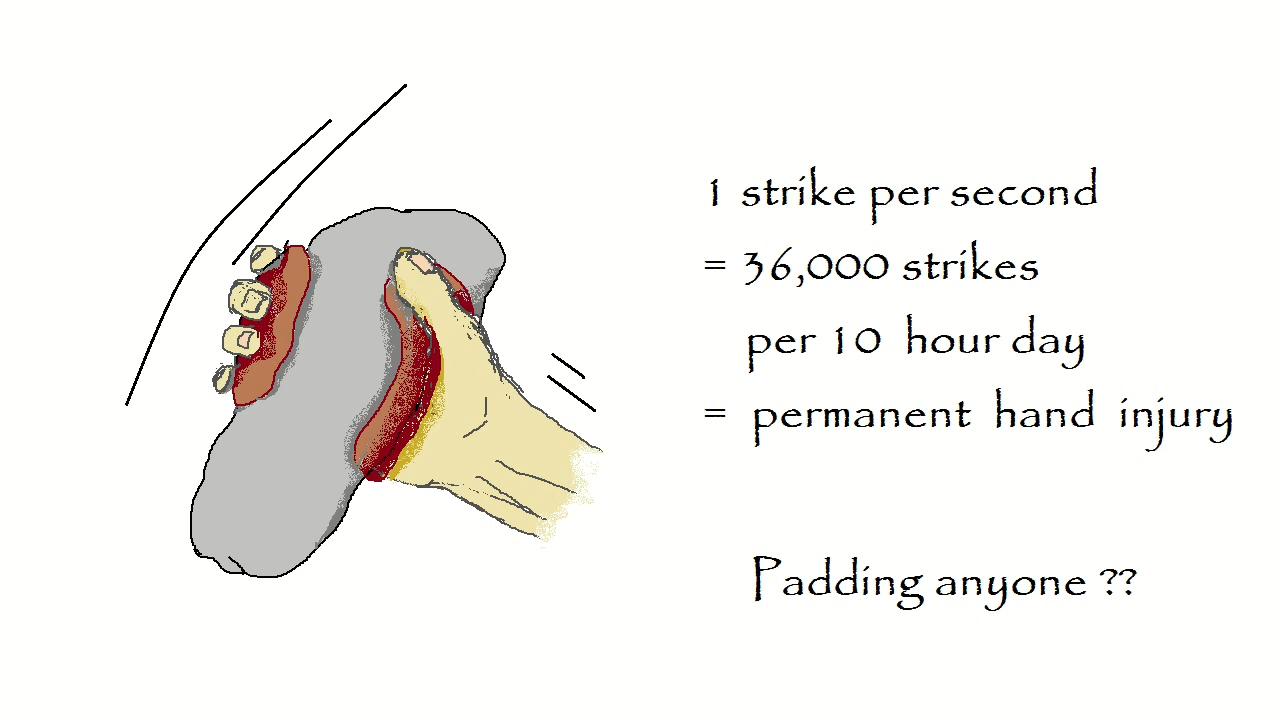 1 strike per second
= 36,000 strikes
per 10 hour day
= permanent hand injury
Padding anyone ??